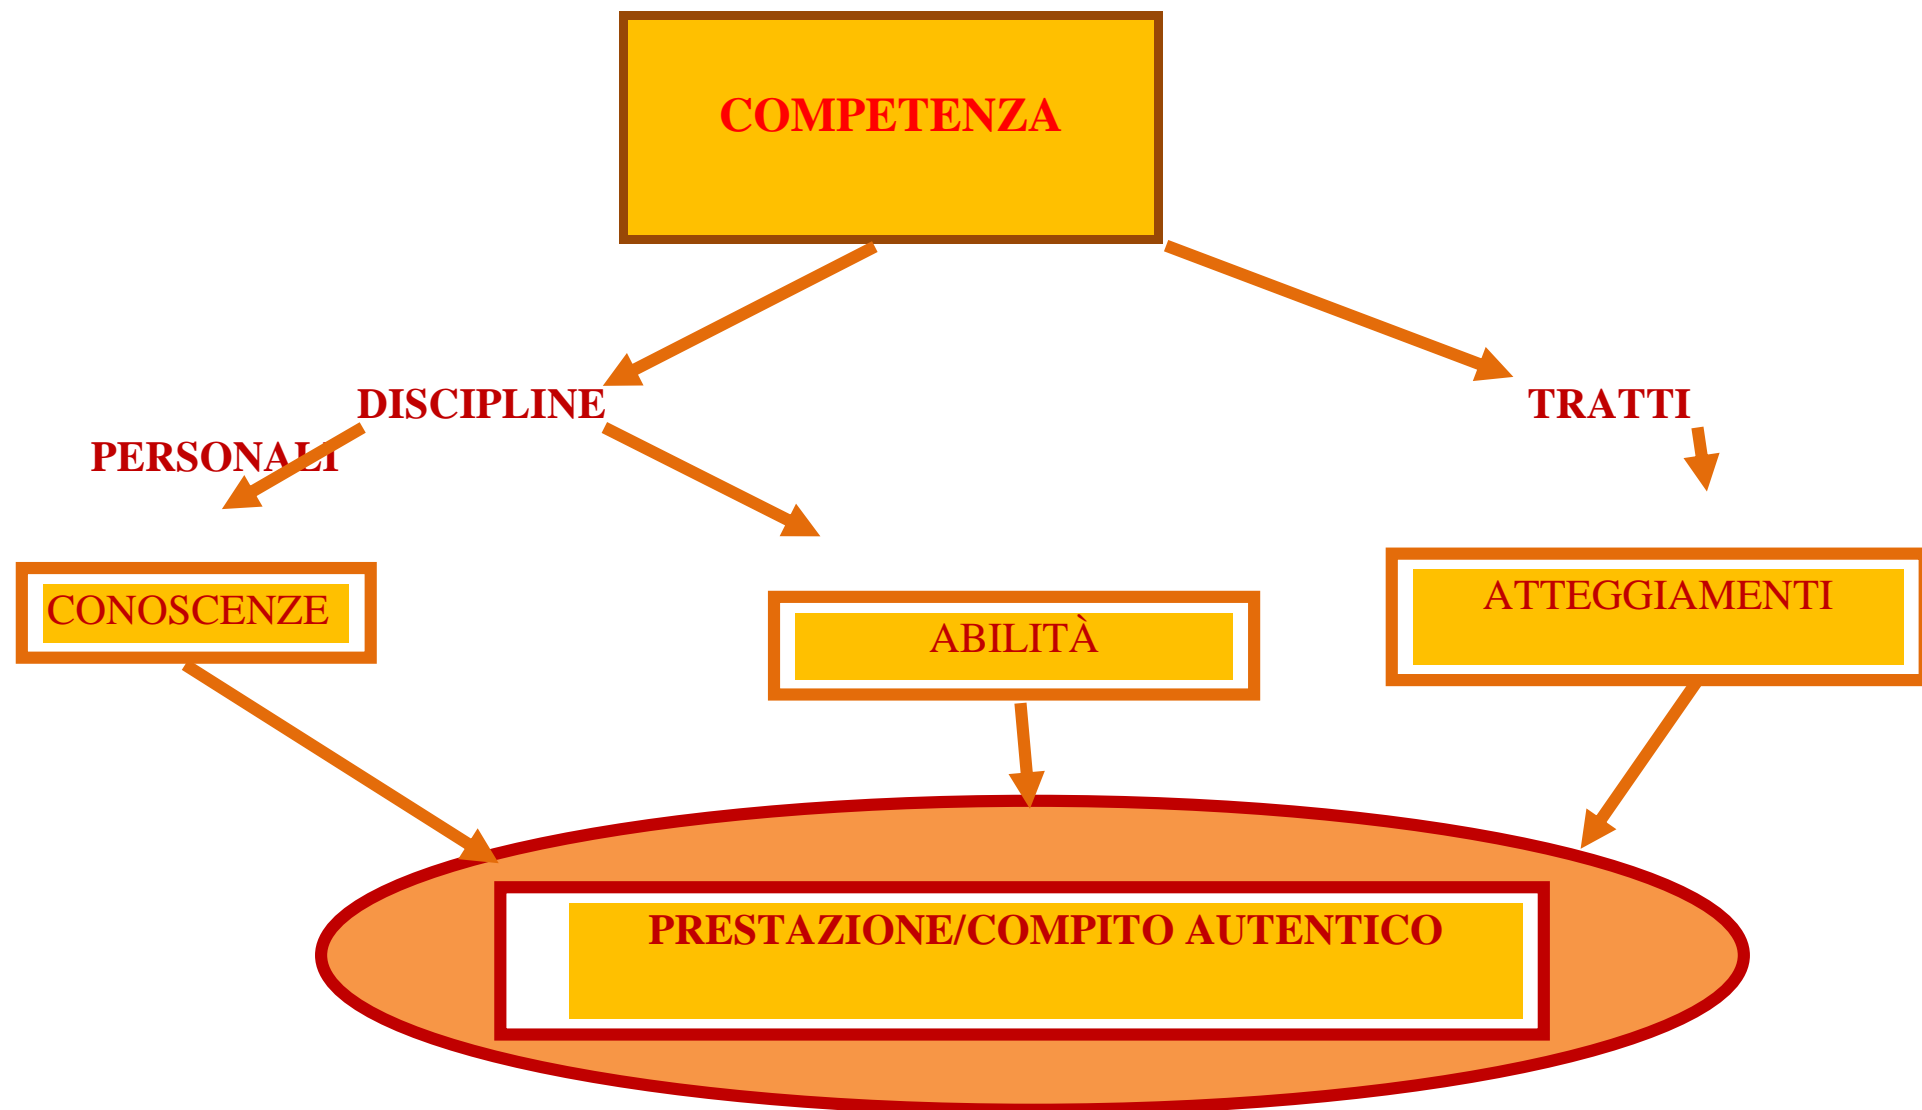 COMPETENZA
DISCIPLINE TRATTI
PERSONALI
CONOSCENZE
ABILITÀ
ATTEGGIAMENTI
PRESTAZIONE/COMPITO AUTENTICO